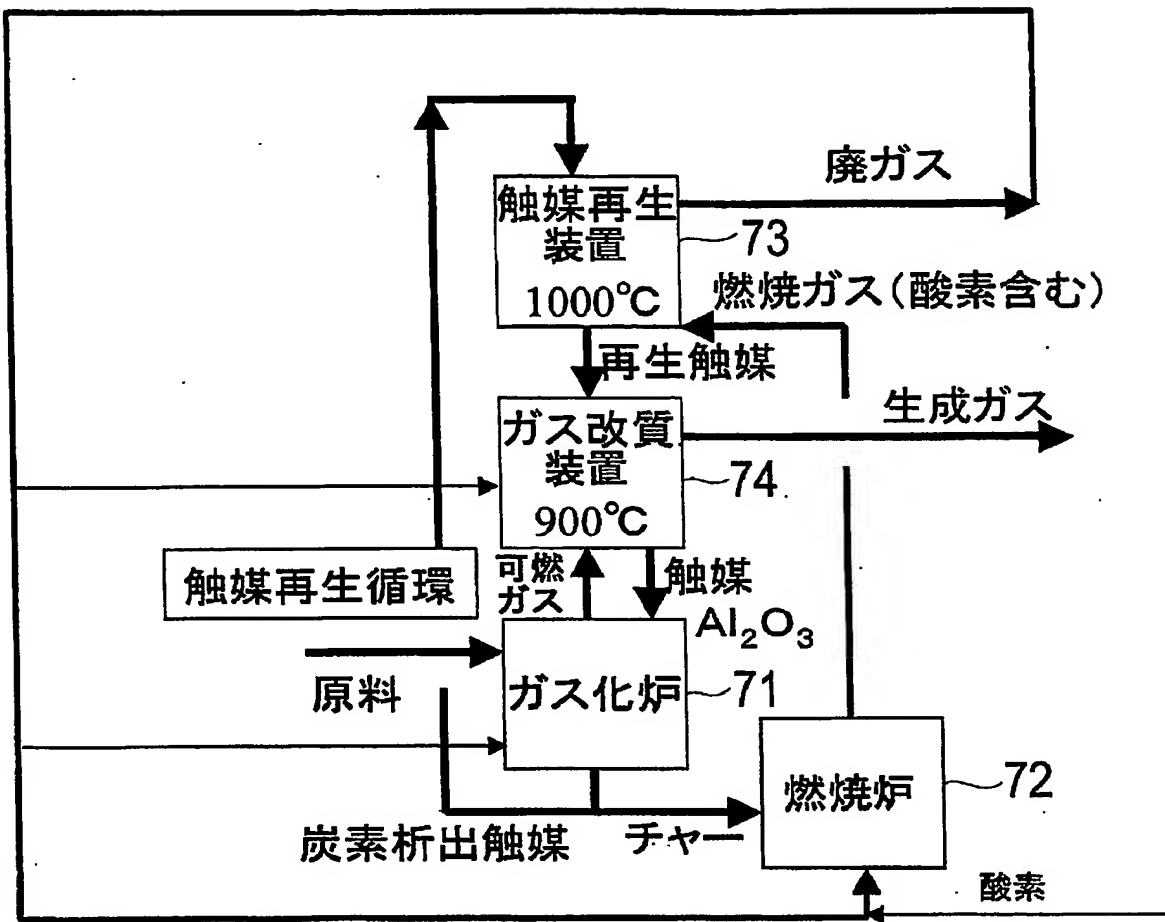 廃ガス
触媒再生
装置
1000℃
73
燃焼ガス(酸素含む)
再生触媒
生成ガス
ガス改質
装置
900℃
74
触媒再生循環
可燃
ガス
触媒
Al₂O₃
原料
ガス化炉
71
燃焼炉
72
炭素析出触媒
チャー
酸素